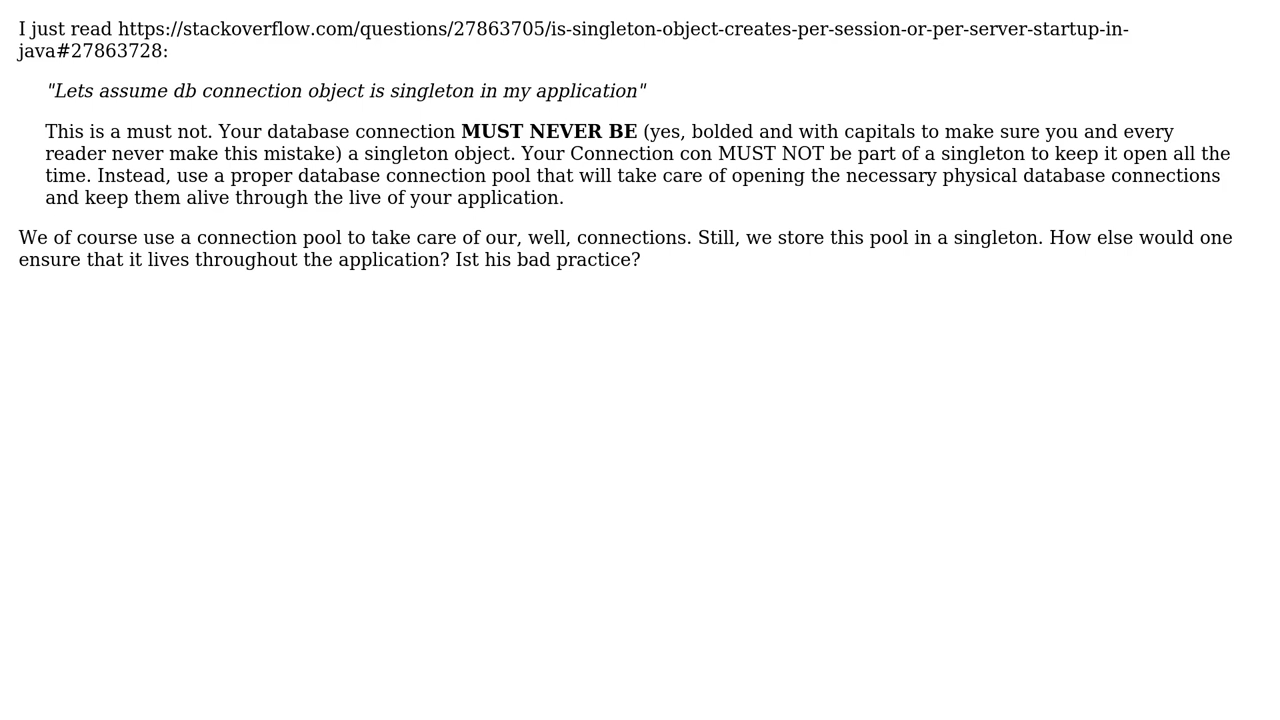 I just read https://stackoverflow.com/questions/27863705/is-singleton-object-creates-per-session-or-per-server-startup-in-
java#27863728:
"Lets assume db connection object is singleton in my application"
This is a must not. Your database connection MUST NEVER BE (yes, bolded and with capitals to make sure you and every
reader never make this mistake) a singleton object. Your Connection con MUST NOT be part of a singleton to keep it open all the
time. Instead, use a proper database connection pool that will take care of opening the necessary physical database connections
and keep them alive through the live of your application.
We of course use a connection pool to take care of our, well, connections. Still, we store this pool in a singleton. How else would one
ensure that it lives throughout the application? Ist his bad practice?